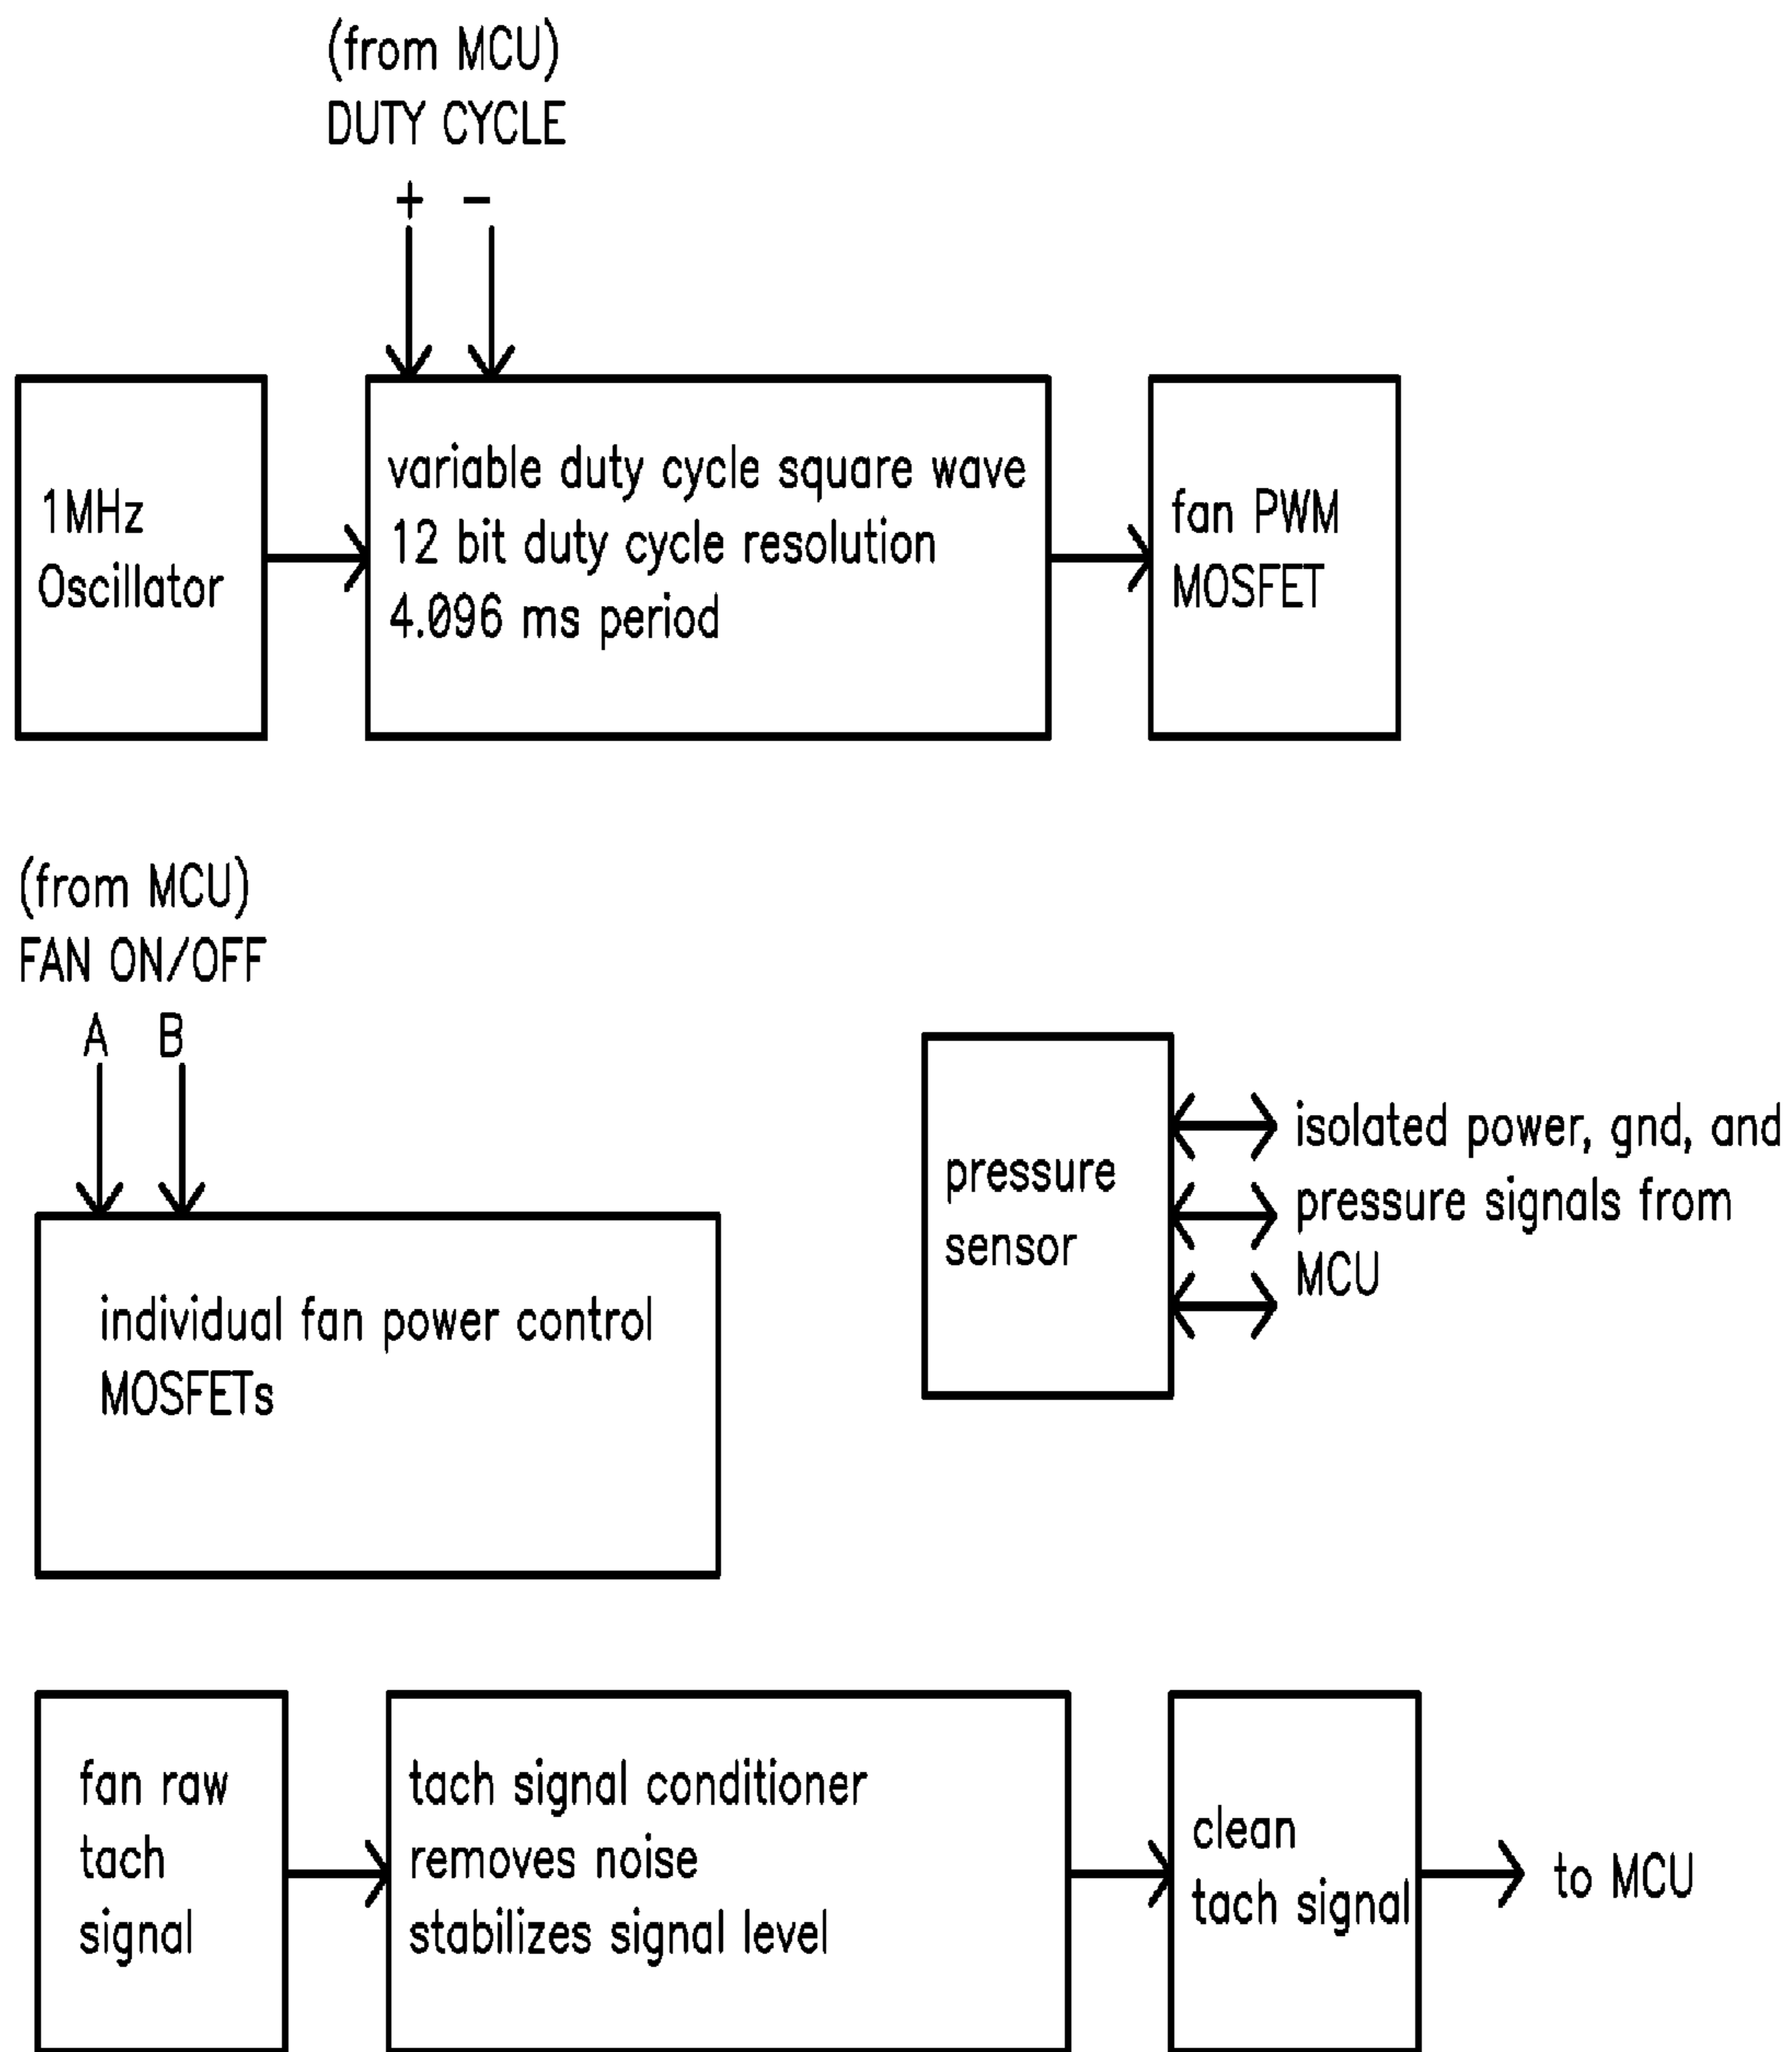 (from MCU)
DUTY CYCLE
+ -
1MHz
Oscillator
variable duty cycle square wave
12 bit duty cycle resolution
4.096 ms period
fan PWM
MOSFET
(from MCU)
FAN ON/OFF
A B
individual fan power control
MOSFETs
pressure
sensor
isolated power, gnd, and
pressure signals from
MCU
fan raw
tach
signal
tach signal conditioner
removes noise
stabilizes signal level
clean
tach signal
to MCU